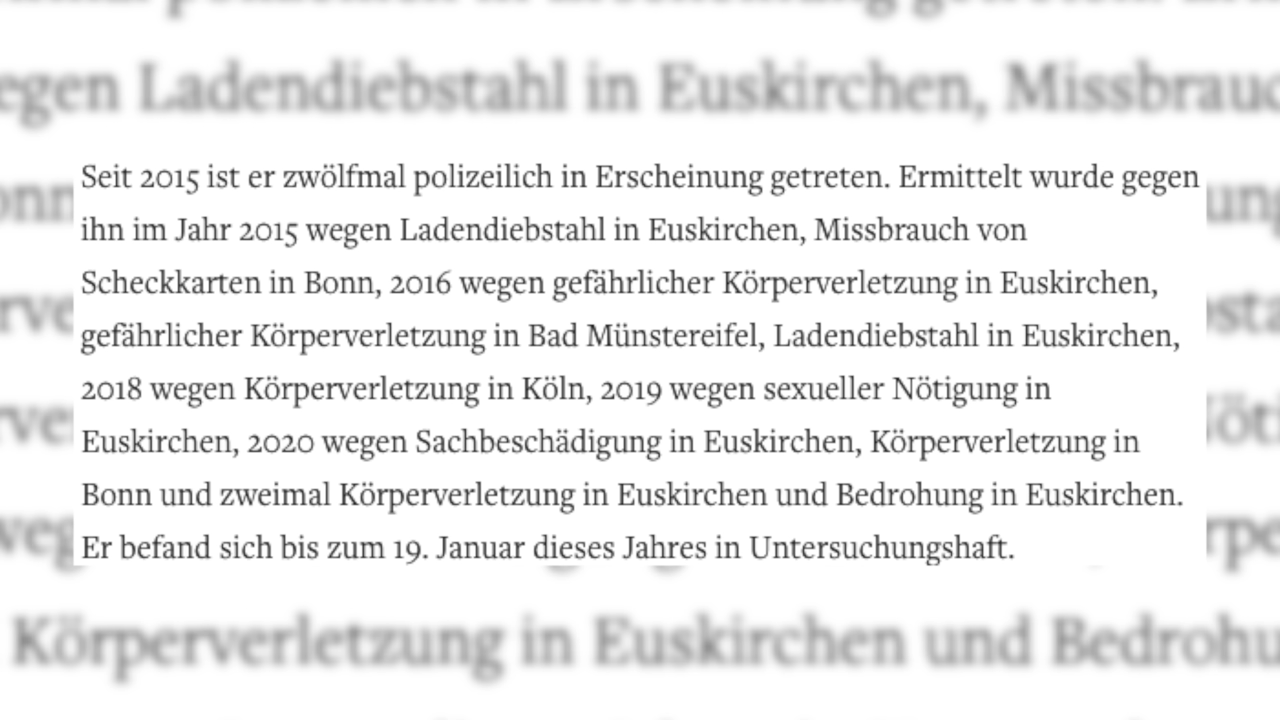 egen Ladendiebstahl in Euskirchen, Missbrauc
Seit 2015 ist er zwölfmal polizeilich in Erscheinung getreten. Ermittelt wurde gegen
ihn im Jahr 2015 wegen Ladendiebstahl in Euskirchen, Missbrauch von
Scheckkarten in Bonn, 2016 wegen gefährlicher Körperverletzung in Euskirchen,
gefährlicher Körperverletzung in Bad Münstereifel, Ladendiebstahl in Euskirchen,
2018 wegen Körperverletzung in Köln, 2019 wegen sexueller Nötigung in
Euskirchen, 2020 wegen Sachbeschädigung in Euskirchen, Körperverletzung in
Bonn und zweimal Körperverletzung in Euskirchen und Bedrohung in Euskirchen.
Er befand sich bis zum 19. Januar dieses Jahres in Untersuchungshaft.
Körperverletzung in Euskirchen und Bedrohu